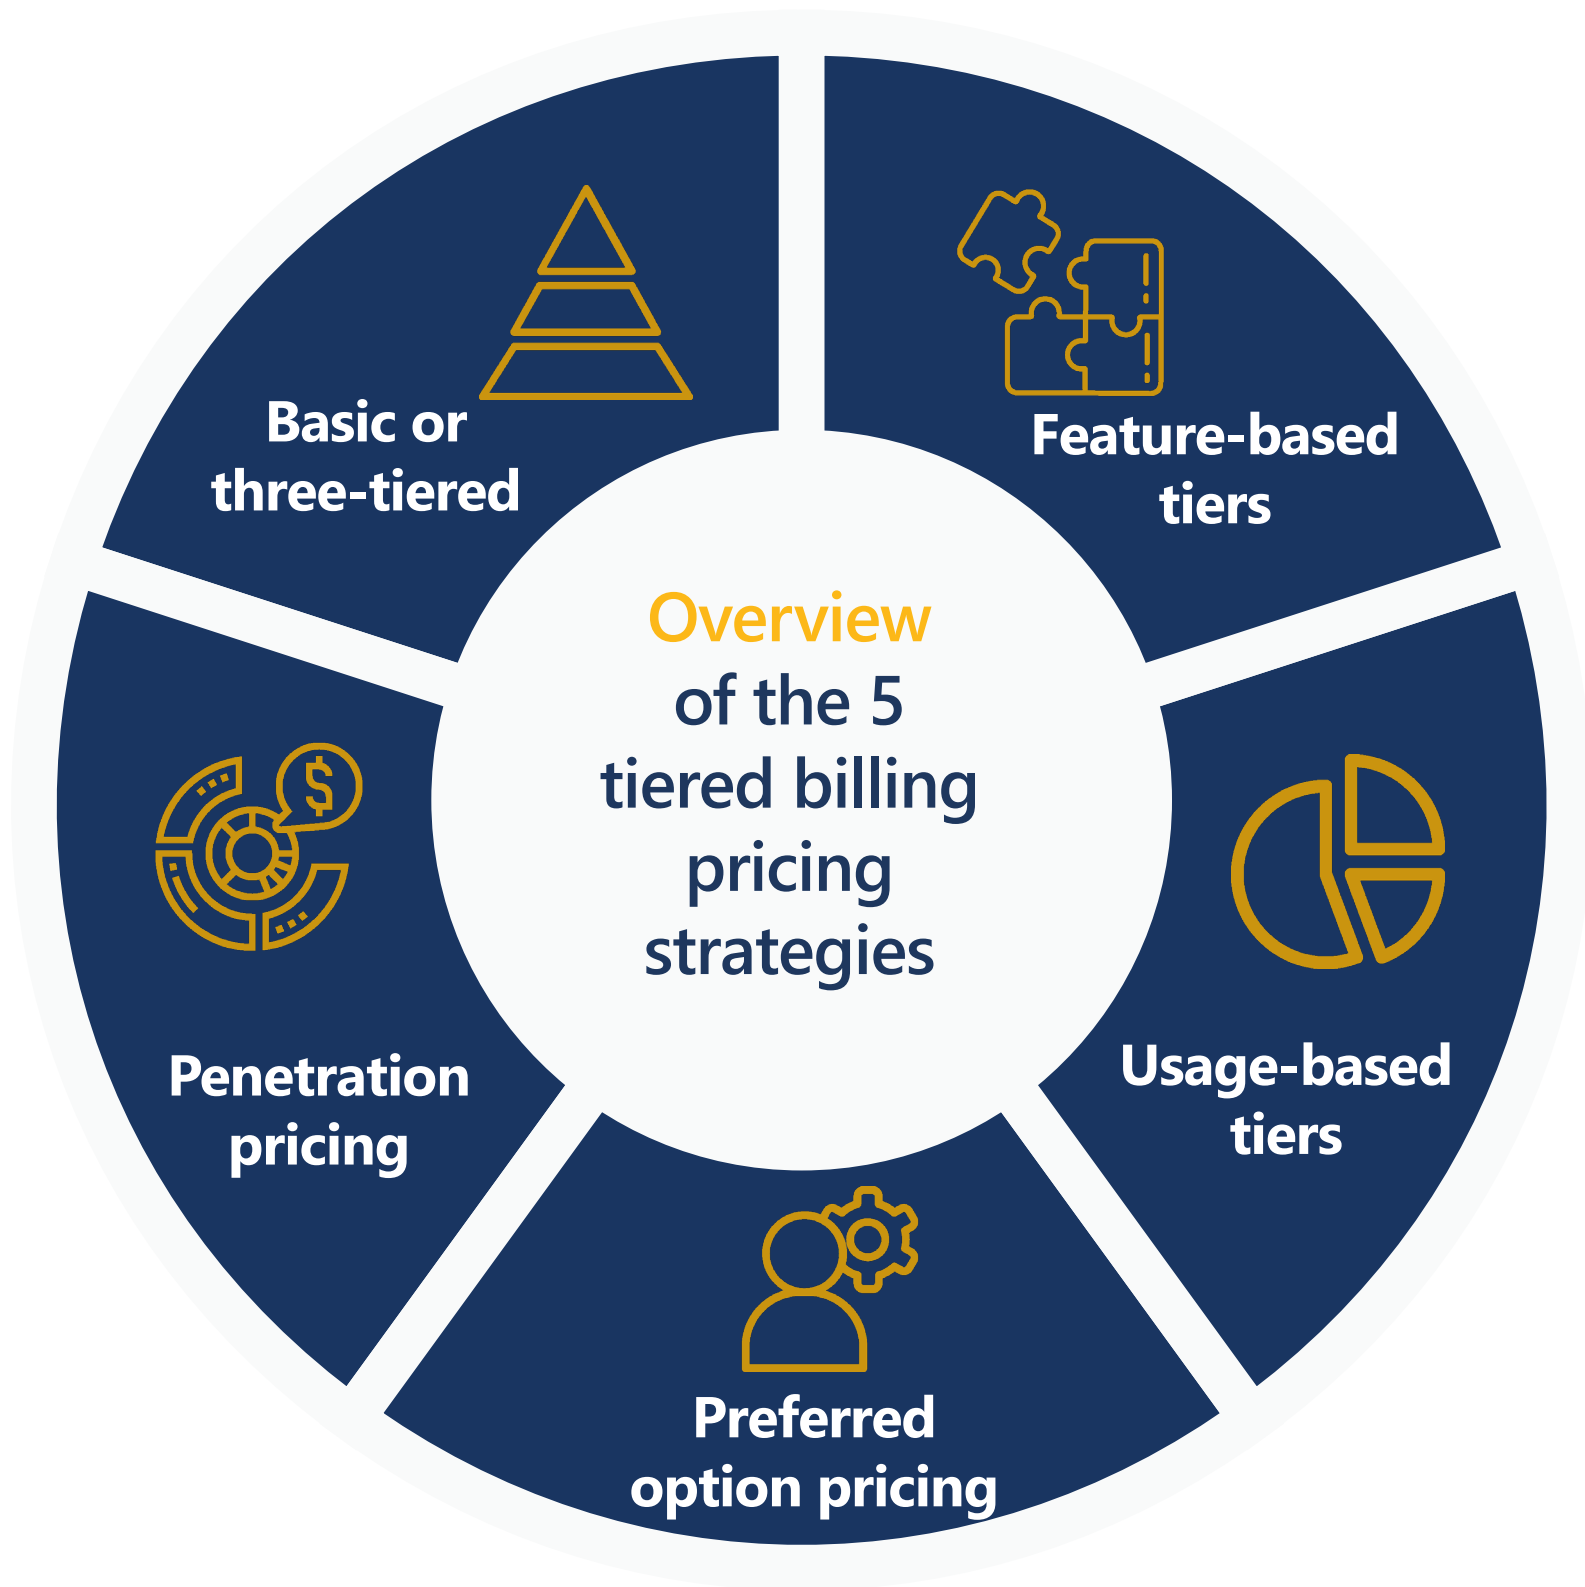 Basic or
three-tiered
Feature-based
tiers
Overview
of the 5
tiered billing
pricing
strategies
$
Penetration
pricing
Usage-based
tiers
Preferred
option pricing